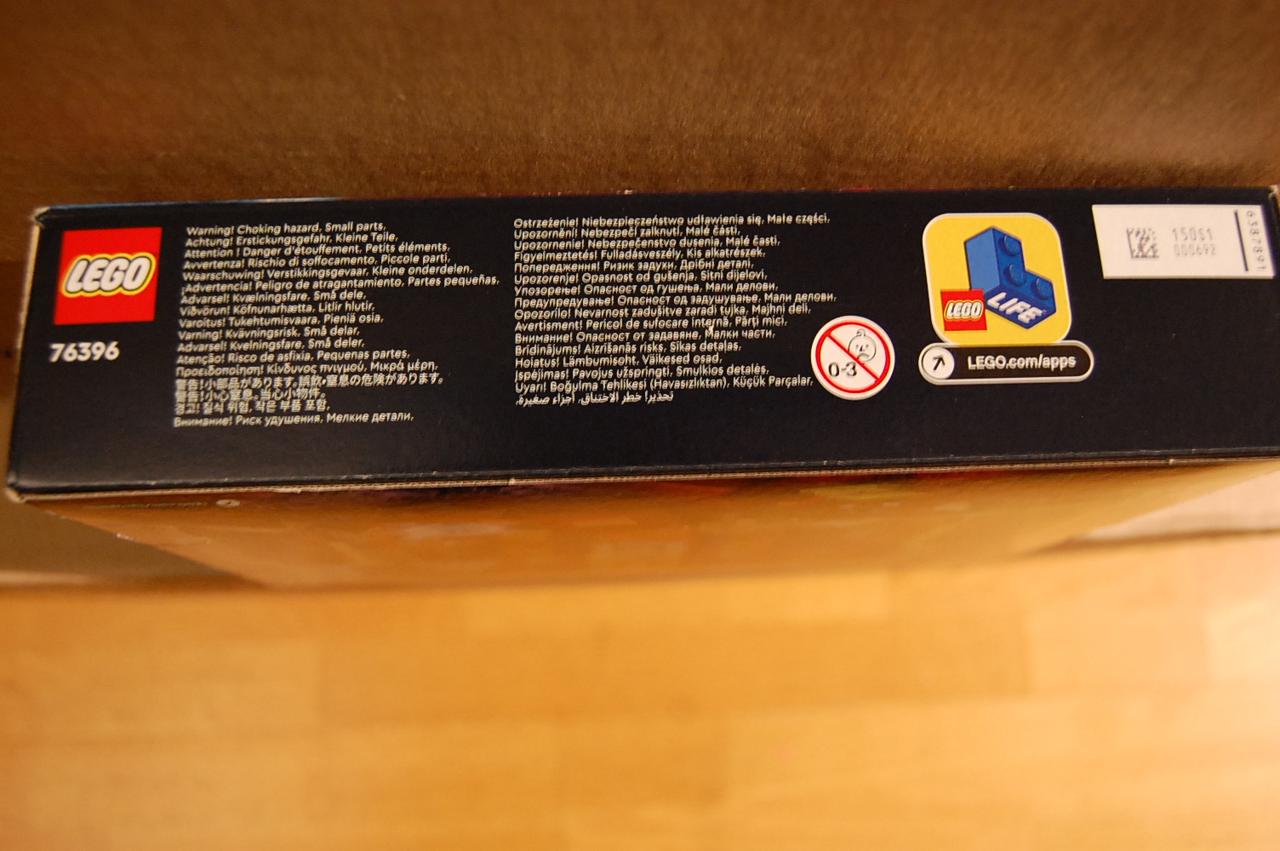 LEGO
76396
Warning! Choking hazard, Small parts,
Achtung! Erstickungsgefahr, Kleine Teile,
Attention ! Danger d'étouffement, Petits éléments,
Avvertenza! Rischio di soffocamento, Piccole parti,
Waarschuwing! Verstikkingsgevaar, Kleine onderdelen,
¡Advertencia! Peligro de atragantamiento, Partes pequeñas,
Advarsel! Kvælningsfare, Små dele,
Viðvörun! Köfnunarhætta, Litlir hlutir,
Varoitus! Tukehtumisvaara, Pieniä osia,
Varning! Kvävningsrisk, Små delar,
Advarsel! Kvelningsfare, Små deler,
Atenção! Risco de asfixia, Pequenas partes,
Προειδοποίηση! Κίνδυνος πνιγμού, Μικρά μέρη,
警告!小部品があります。誤飲・窒息の危険があります。
警告!小心窒息。当心小物件。
경고! 질식 위험, 작은 부품 포함,
Внимание! Риск удушения, Мелкие детали,
Ostrzeżenie! Niebezpieczeństwo udławienia się, Małe części,
Upozornění! Nebezpečí zalknutí, Malé části,
Upozornenie! Nebezpečenstvo dusenia, Malé časti,
Figyelmeztetés! Fulladásveszély, Kis alkatrészek,
Попередження! Ризик задухи, Дрібні деталі,
Upozorenje! Opasnost od gušenja, Sitni dijelovi,
Упозорење! Опасност од гушења, Мали делови,
Предупредување! Опасност од задушување, Мали делови,
Opozorilo! Nevarnost zadušitve zaradi tujka, Majhni deli,
Avertisment! Pericol de sufocare internă, Părți mici,
Внимание! Опасност от задавяне, Малки части,
Brīdinājums! Aizrīšanās risks, Sīkas detaļas,
Hoiatus! Lämbumisoht, Väikesed osad,
Įspėjimas! Pavojus užspringti, Smulkios detalės,
Uyarı! Boğulma Tehlikesi (Havasızlıktan), Küçük Parçalar,
تحذير! خطر الاختناق, أجزاء صغيرة,
0-3
LEGO
LIFE
LEGO.com/apps
150S1
000692
6387891